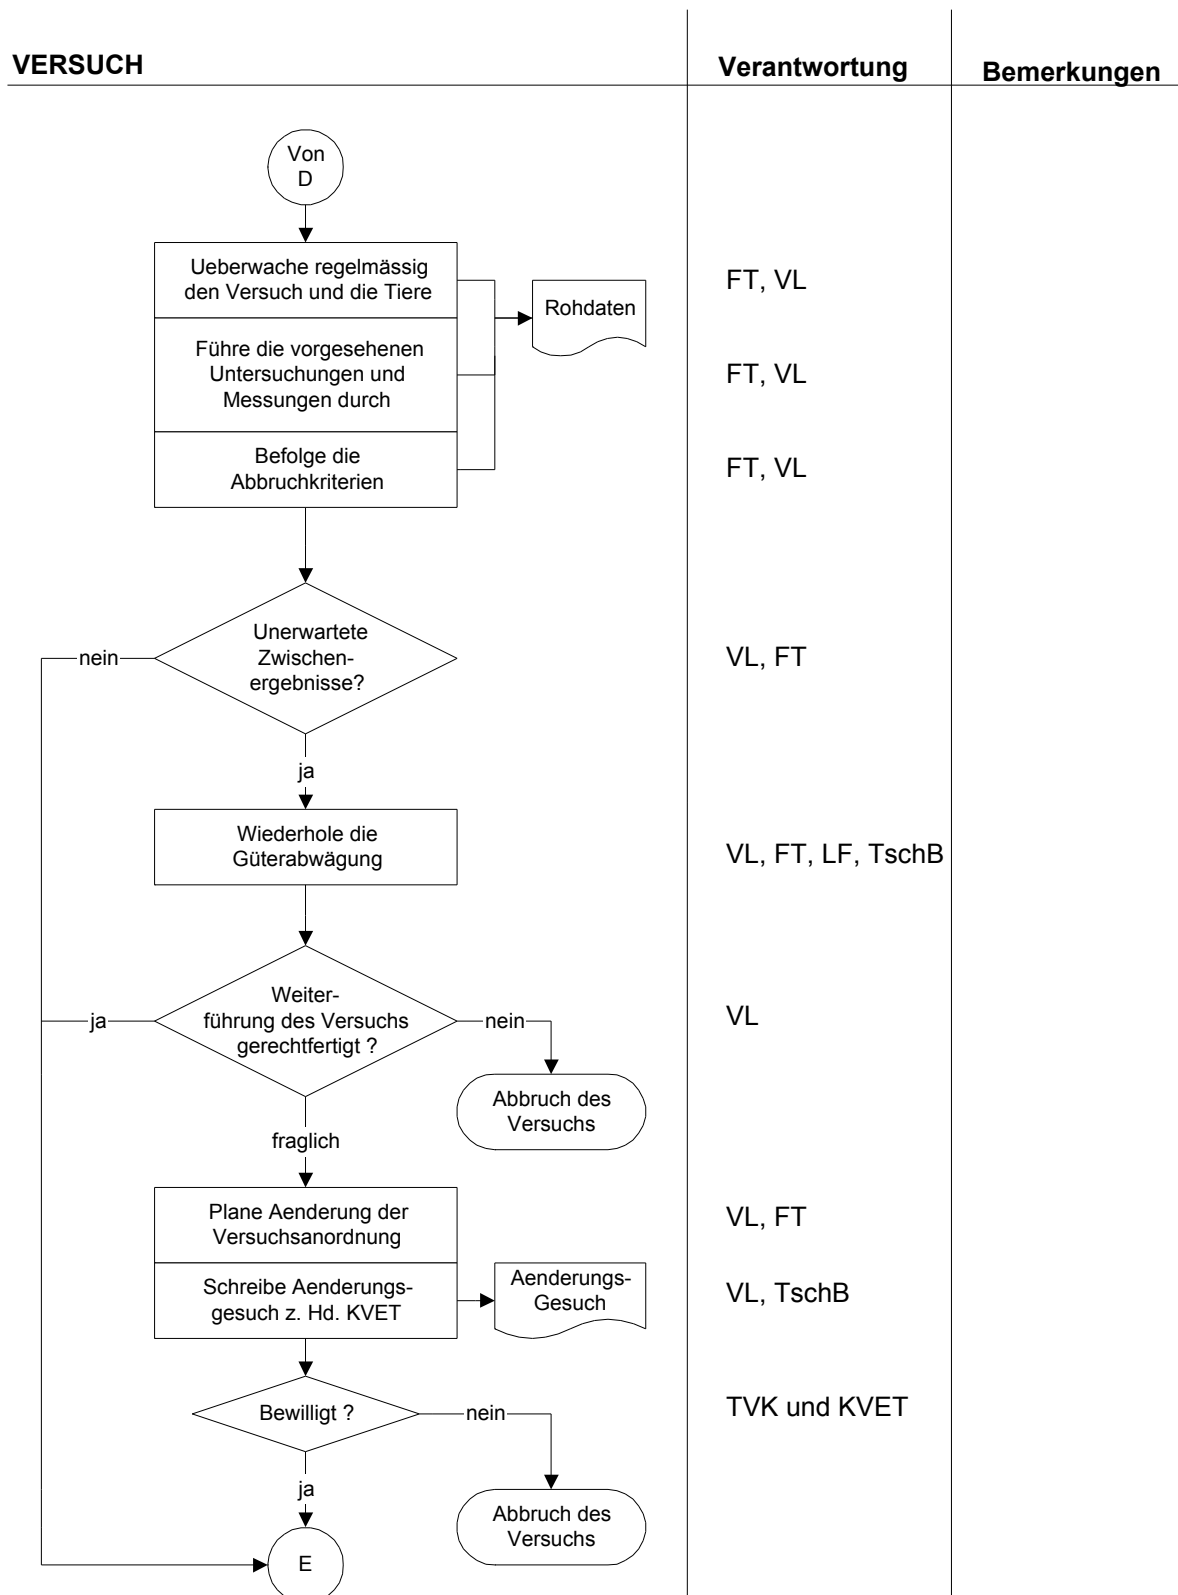 VERSUCH
Verantwortung
Bemerkungen
Von
D
Ueberwache regelmässig
den Versuch und die Tiere
Rohdaten
FT, VL
Führe die vorgesehenen
Untersuchungen und
Messungen durch
FT, VL
Befolge die
Abbruchkriterien
FT, VL
Unerwartete
Zwischen-
ergebnisse?
nein
VL, FT
ja
Wiederhole die
Güterabwägung
VL, FT, LF, TschB
Weiter-
führung des Versuchs
gerechtfertigt ?
ja
nein
VL
Abbruch des
Versuchs
fraglich
Plane Aenderung der
Versuchsanordnung
VL, FT
Schreibe Aenderungs-
gesuch z. Hd. KVET
Aenderungs-
Gesuch
VL, TschB
Bewilligt ?
nein
TVK und KVET
ja
Abbruch des
Versuchs
E